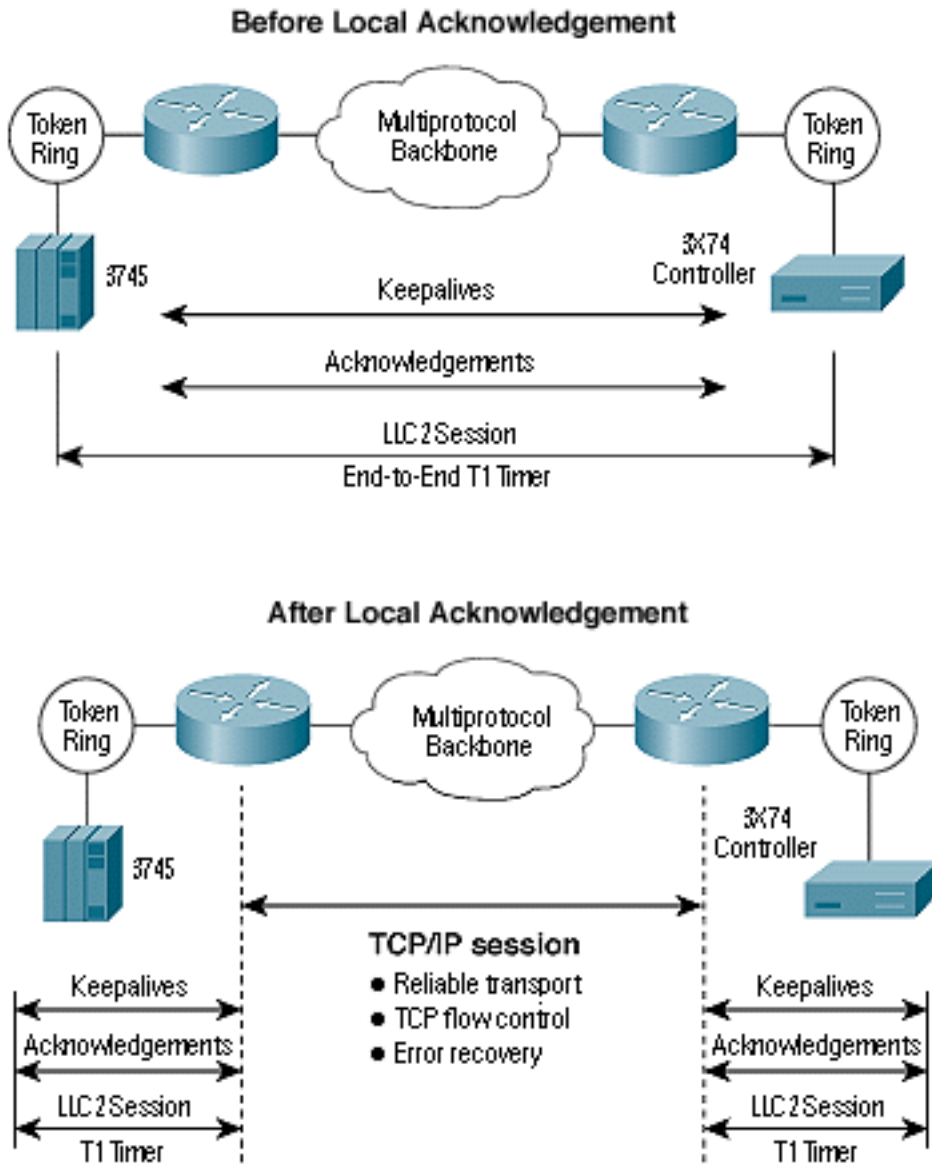 Before Local Acknowledgement
Token
Ring
Multiprotocol
Backbone
Token
Ring
3745
3X74
Controller
Keepalives
Acknowledgements
LLC2 Session
End-to-End T1 Timer
After Local Acknowledgement
Token
Ring
Multiprotocol
Backbone
Token
Ring
3745
3X74
Controller
TCP/IP session
● Reliable transport
● TCP flow control
● Error recovery
Keepalives
Acknowledgements
LLC2 Session
T1 Timer
Keepalives
Acknowledgements
LLC2 Session
T1 Timer